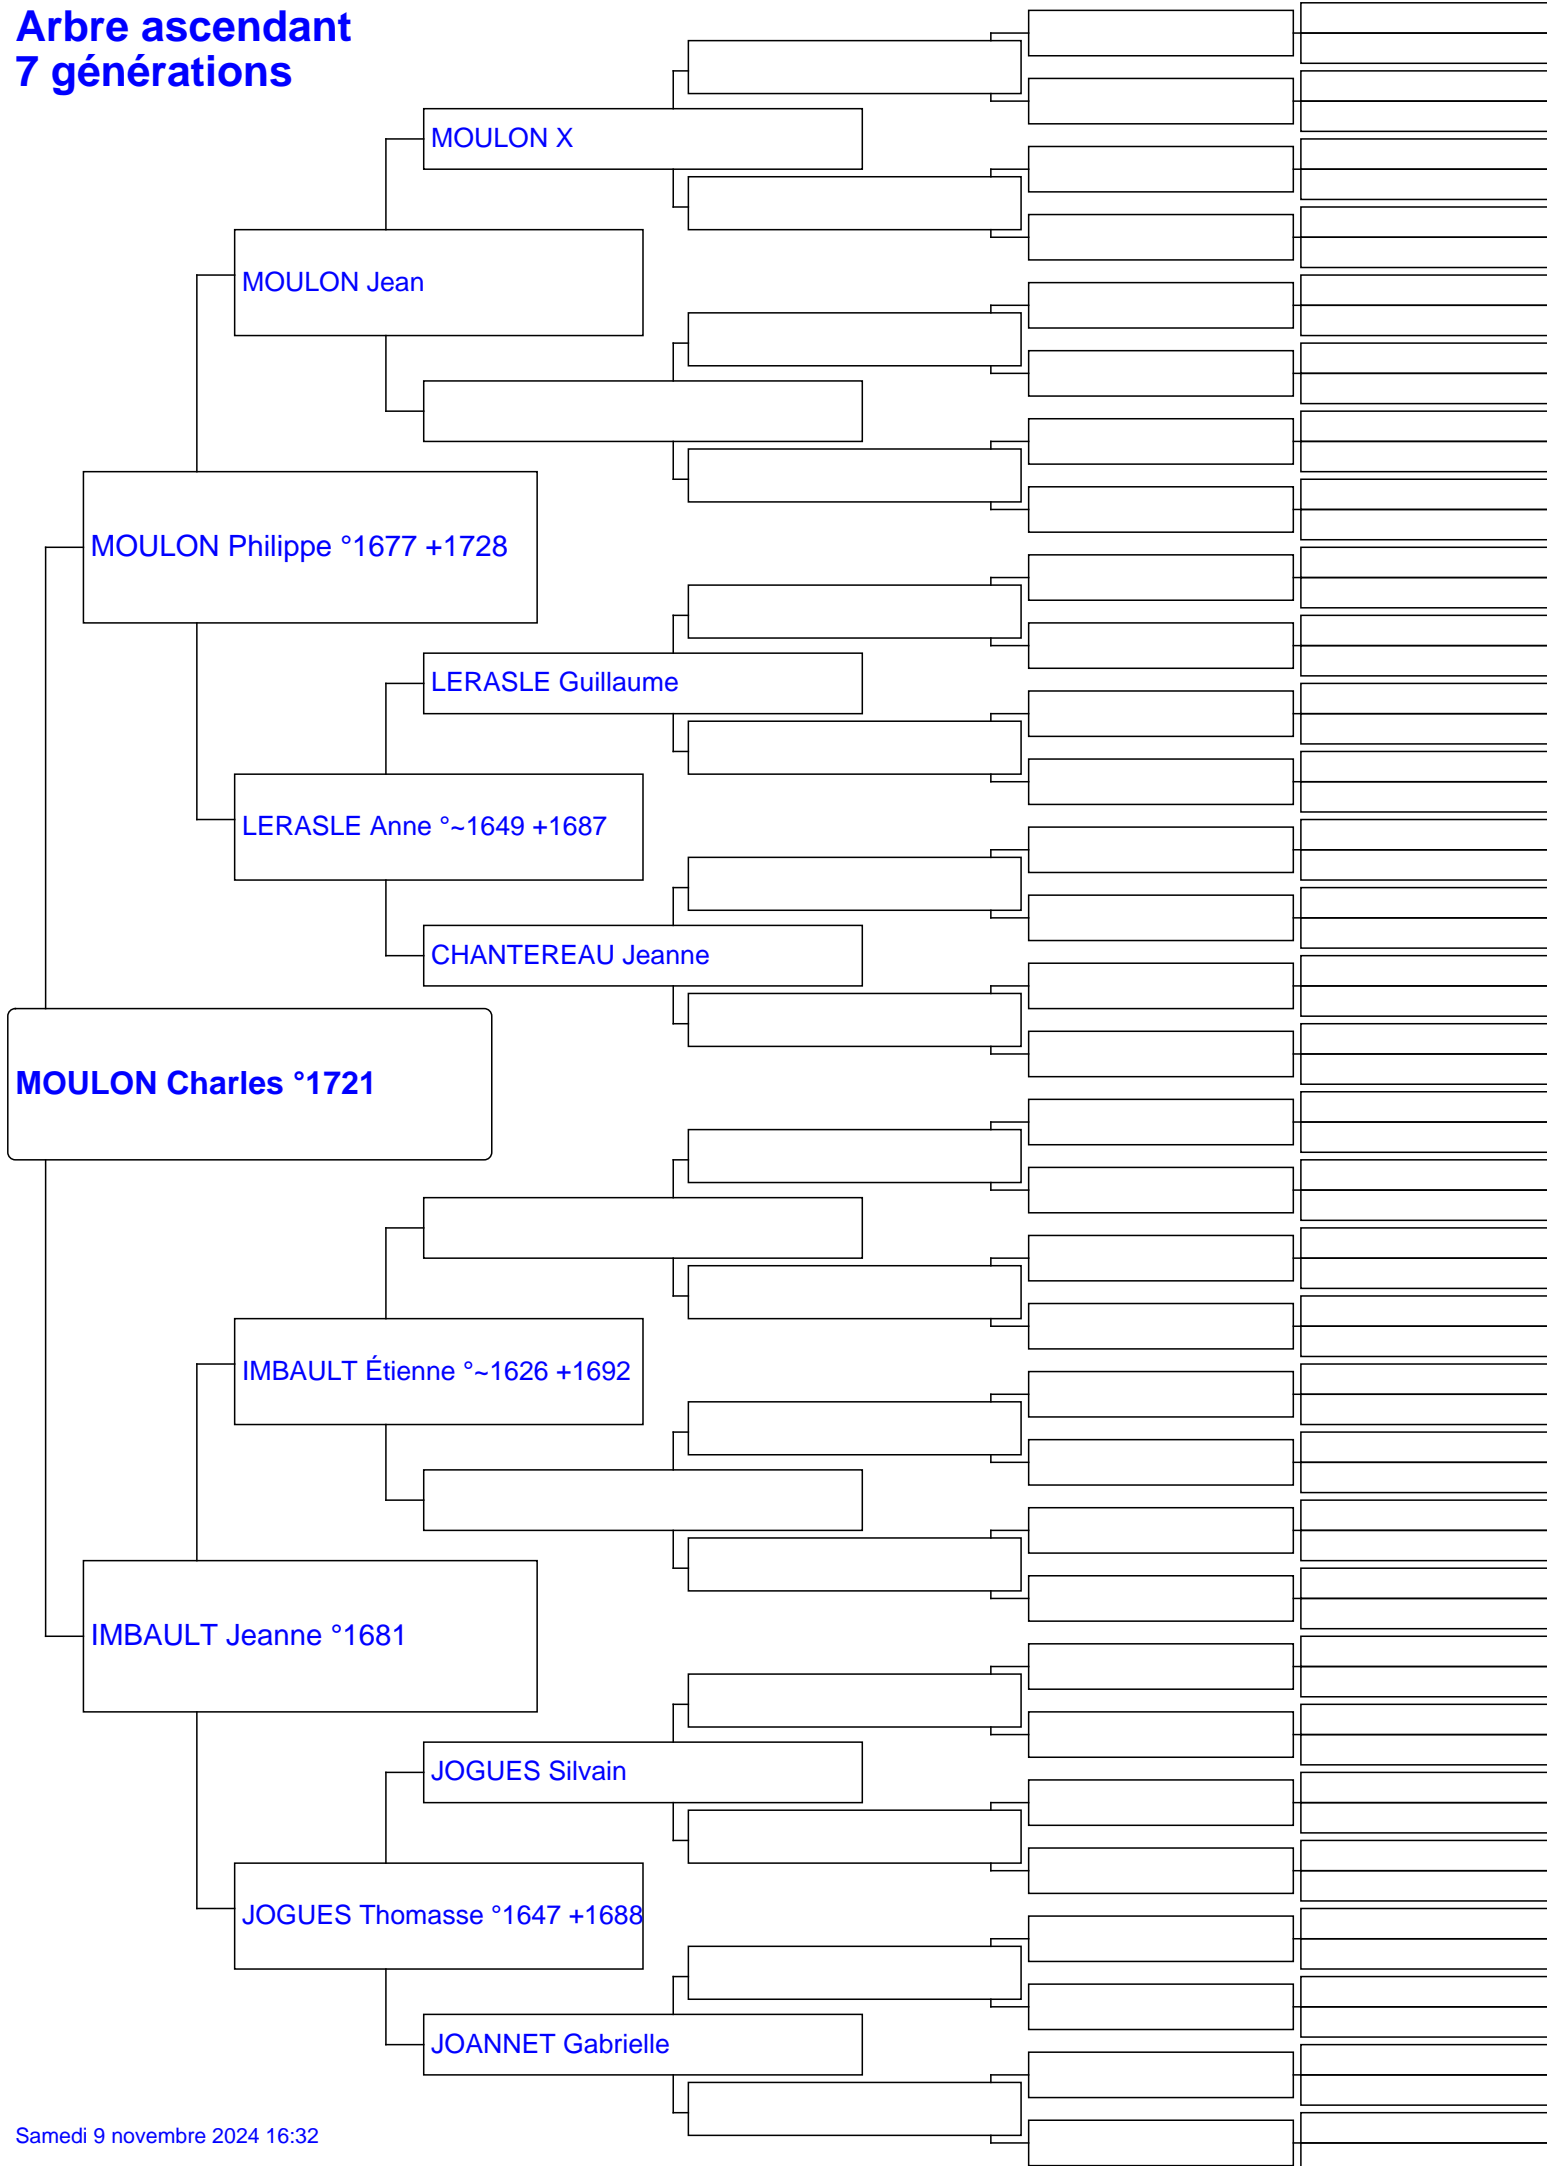 Arbre ascendant
7 générations
MOULON X
MOULON Jean
MOULON Philippe °1677 +1728
LERASLE Guillaume
LERASLE Anne °~1649 +1687
CHANTEREAU Jeanne
MOULON Charles °1721
IMBAULT Étienne °~1626 +1692
IMBAULT Jeanne °1681
JOGUES Silvain
JOGUES Thomasse °1647 +1688
JOANNET Gabrielle
Samedi 9 novembre 2024 16:32